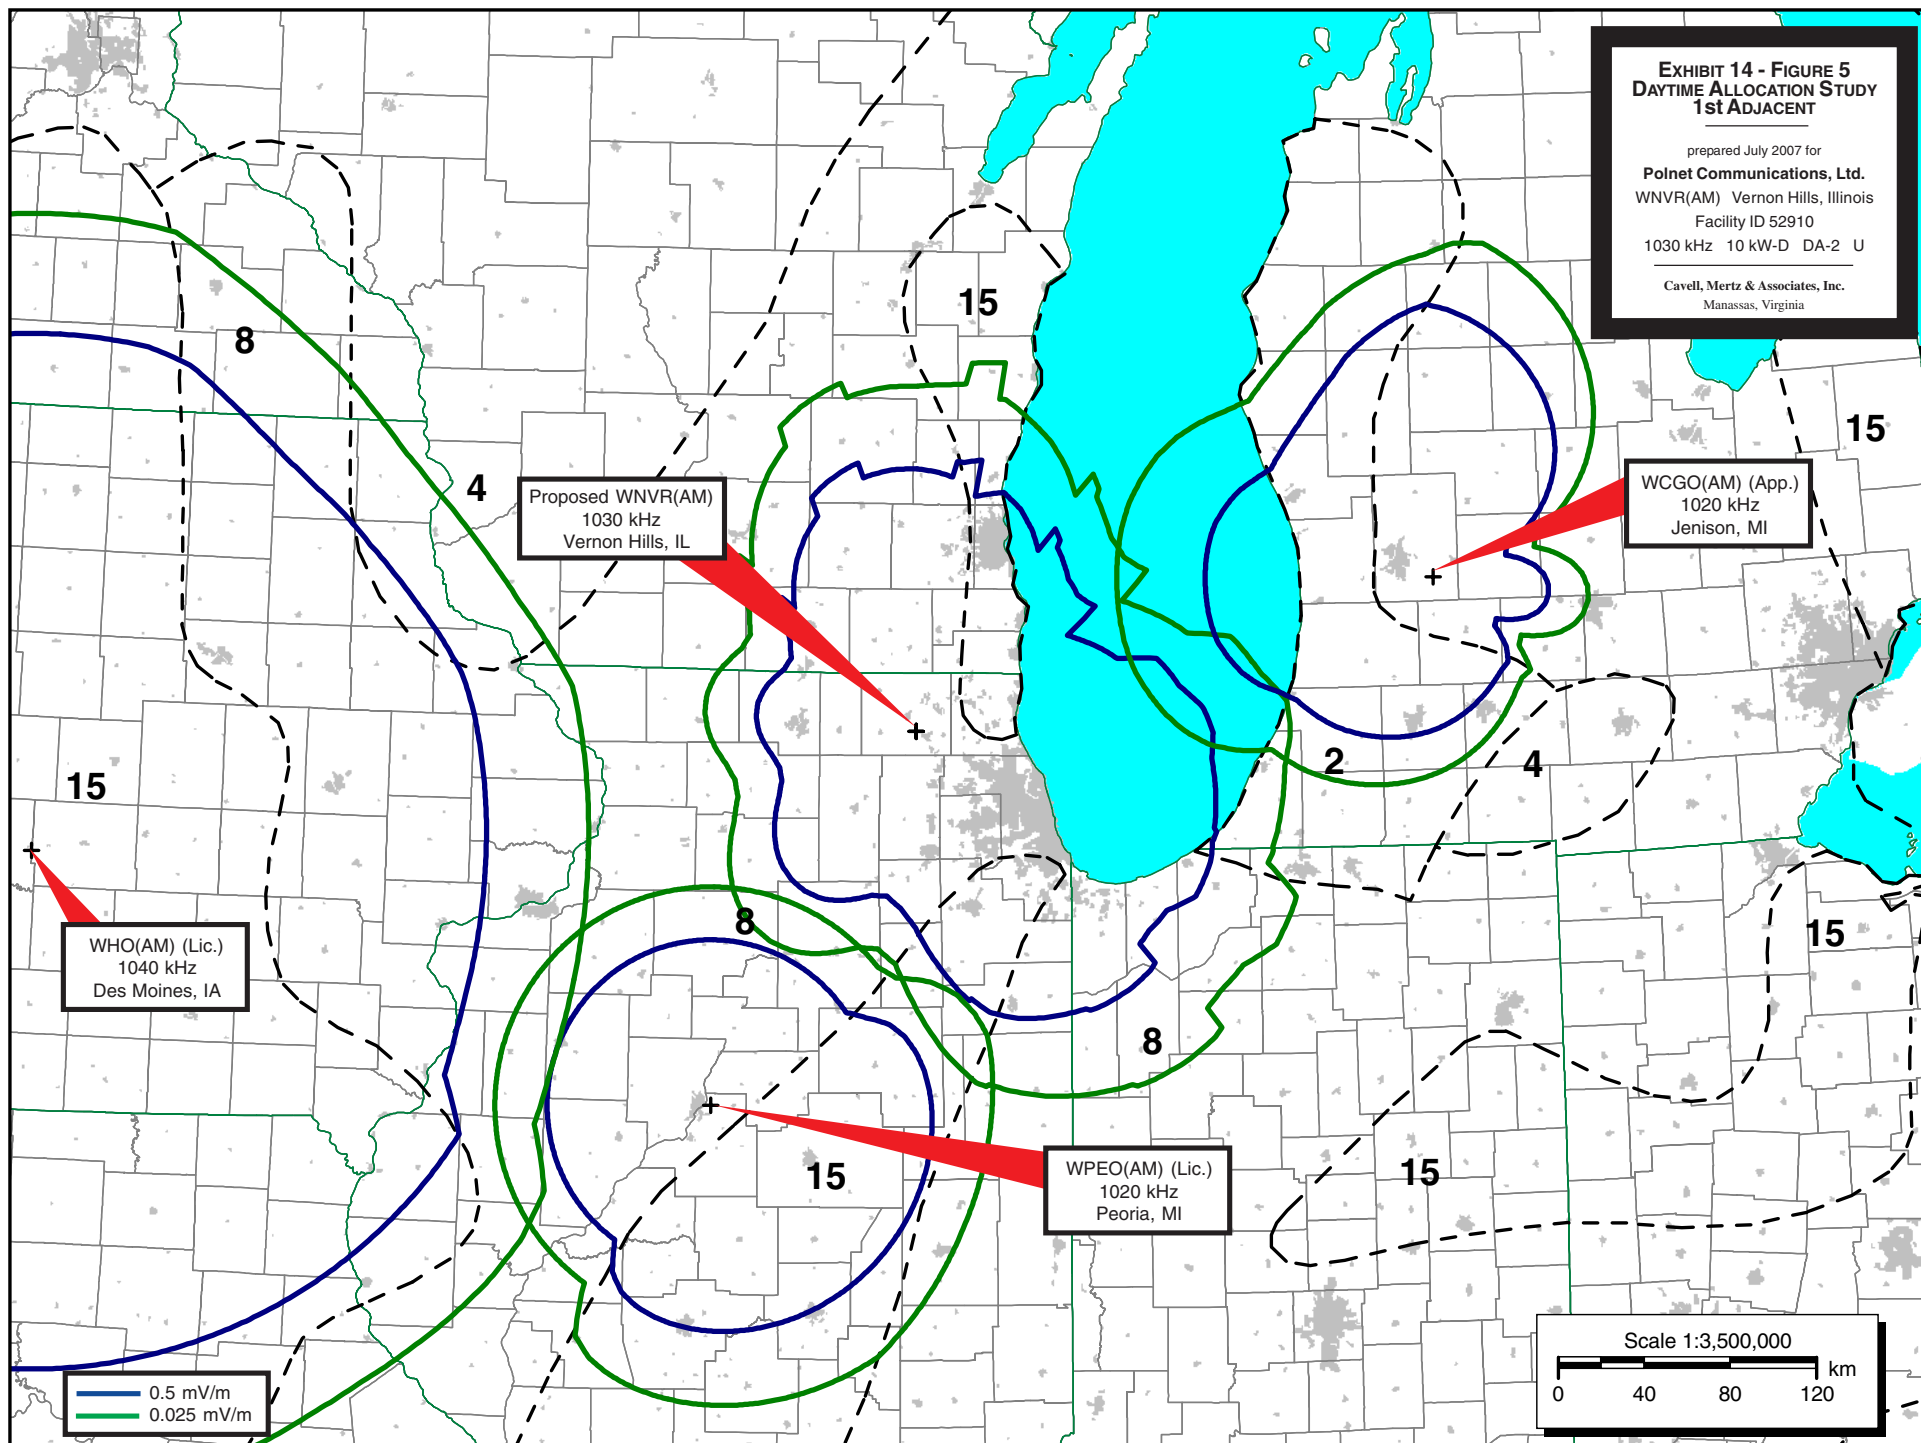 EXHIBIT 14 - FIGURE 5
DAYTIME ALLOCATION STUDY
1st ADJACENT
prepared July 2007 for
Polnet Communications, Ltd.
WNVR(AM) Vernon Hills, Illinois
Facility ID 52910
1030 kHz 10 kW-D DA-2 U
Cavell, Mertz & Associates, Inc.
Manassas, Virginia
15
8
15
4
Proposed WNVR(AM)
1030 kHz
Vernon Hills, IL
WCGO(AM) (App.)
1020 kHz
Jenison, MI
2
4
15
8
15
WHO(AM) (Lic.)
1040 kHz
Des Moines, IA
8
15
15
WPEO(AM) (Lic.)
1020 kHz
Peoria, MI
Scale 1:3,500,000
km
0 40 80 120
0.5 mV/m
0.025 mV/m